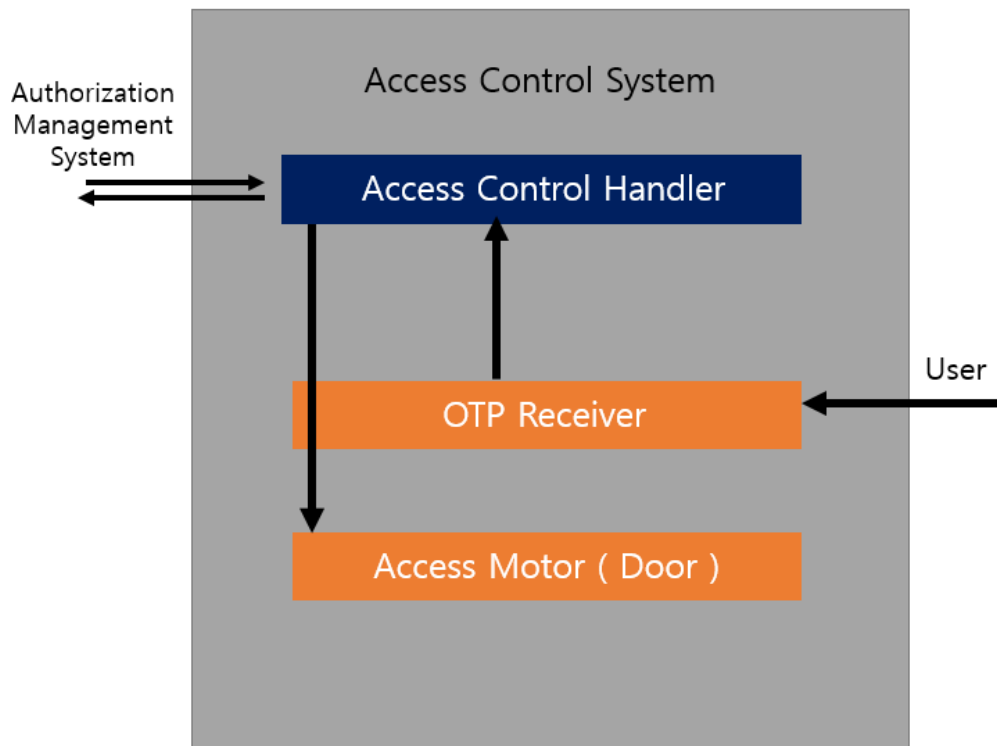 Access Control System
Authorization
Management
System
Access Control Handler
User
OTP Receiver
Access Motor ( Door )